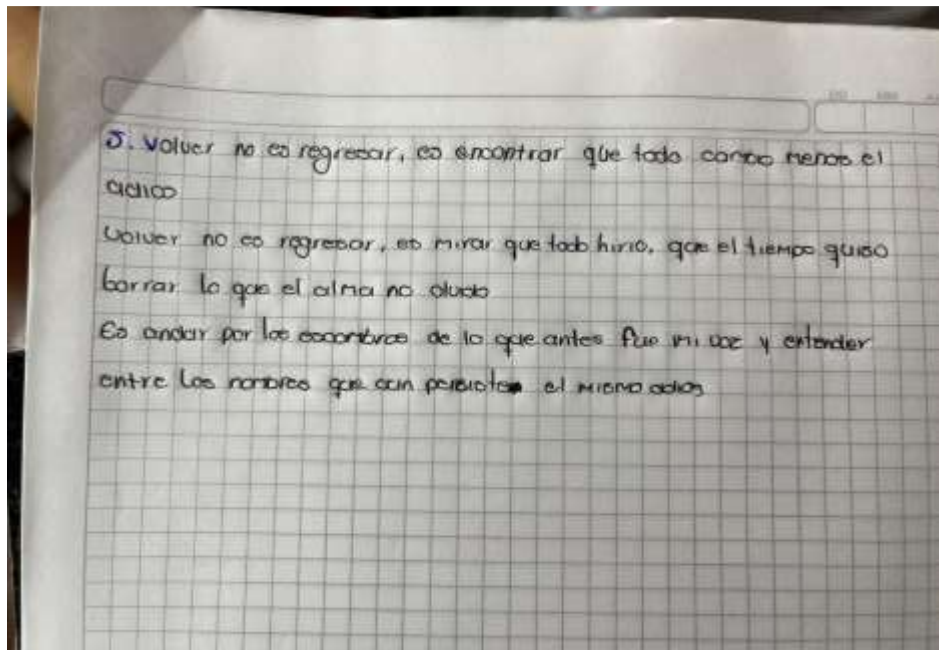 5. Volver no es regresar, es encontrar que todo cambio menos el
adios
Volver no es regresar, es mirar que todo hirio, que el tiempo quiso
borrar lo que el alma no olvido
Es andar por los escombros de lo que antes fue mi voz y entender
entre los nombres que aun persiste el mismo adios